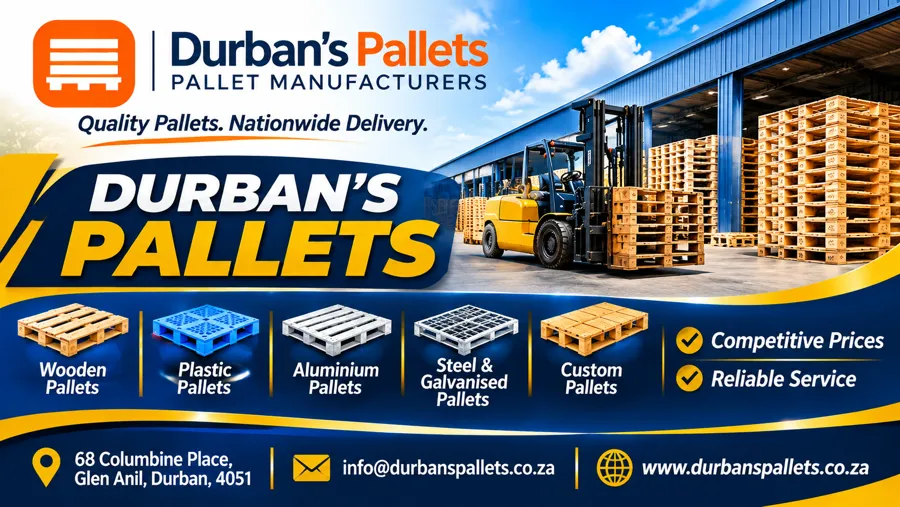 Durban's Pallets
PALLET MANUFACTURERS
Quality Pallets. Nationwide Delivery.
DURBAN'S
PALLETS
Wooden
Pallets
Plastic
Pallets
Aluminium
Pallets
Steel &
Galvanised
Pallets
Custom
Pallets
Competitive Prices
Reliable Service
68 Columbine Place,
Glen Anil, Durban, 4051
info@durbanspallets.co.za
www.durbanspallets.co.za